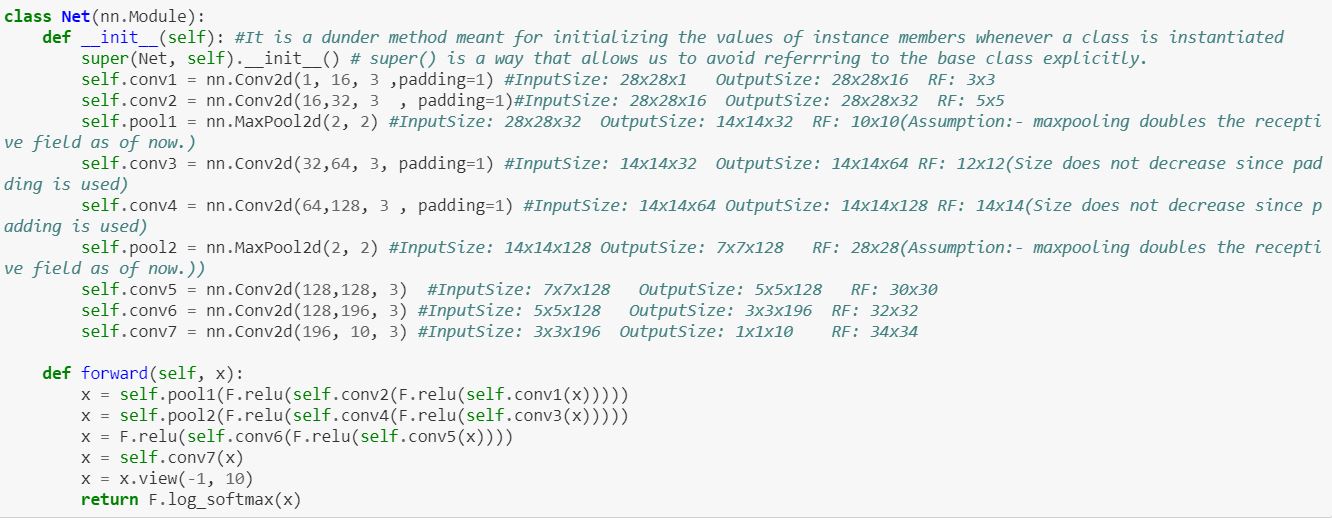 class Net(nn.Module):
    def __init__(self): #It is a dunder method meant for initializing the values of instance members whenever a class is instantiated
        super(Net, self).__init__() # super() is a way that allows us to avoid referrring to the base class explicitly.
        self.conv1 = nn.Conv2d(1, 16, 3 ,padding=1) #InputSize: 28x28x1   OutputSize: 28x28x16  RF: 3x3
        self.conv2 = nn.Conv2d(16,32, 3  , padding=1)#InputSize: 28x28x16  OutputSize: 28x28x32  RF: 5x5
        self.pool1 = nn.MaxPool2d(2, 2) #InputSize: 28x28x32  OutputSize: 14x14x32  RF: 10x10(Assumption:- maxpooling doubles the recepti
ve field as of now.)
        self.conv3 = nn.Conv2d(32,64, 3, padding=1) #InputSize: 14x14x32  OutputSize: 14x14x64 RF: 12x12(Size does not decrease since pad
ding is used)
        self.conv4 = nn.Conv2d(64,128, 3 , padding=1) #InputSize: 14x14x64 OutputSize: 14x14x128 RF: 14x14(Size does not decrease since p
adding is used)
        self.pool2 = nn.MaxPool2d(2, 2) #InputSize: 14x14x128 OutputSize: 7x7x128   RF: 28x28(Assumption:- maxpooling doubles the recepti
ve field as of now.))
        self.conv5 = nn.Conv2d(128,128, 3)  #InputSize: 7x7x128   OutputSize: 5x5x128   RF: 30x30
        self.conv6 = nn.Conv2d(128,196, 3) #InputSize: 5x5x128   OutputSize: 3x3x196  RF: 32x32
        self.conv7 = nn.Conv2d(196, 10, 3) #InputSize: 3x3x196  OutputSize: 1x1x10    RF: 34x34
    def forward(self, x):
        x = self.pool1(F.relu(self.conv2(F.relu(self.conv1(x)))))
        x = self.pool2(F.relu(self.conv4(F.relu(self.conv3(x)))))
        x = F.relu(self.conv6(F.relu(self.conv5(x))))
        x = self.conv7(x)
        x = x.view(-1, 10)
        return F.log_softmax(x)